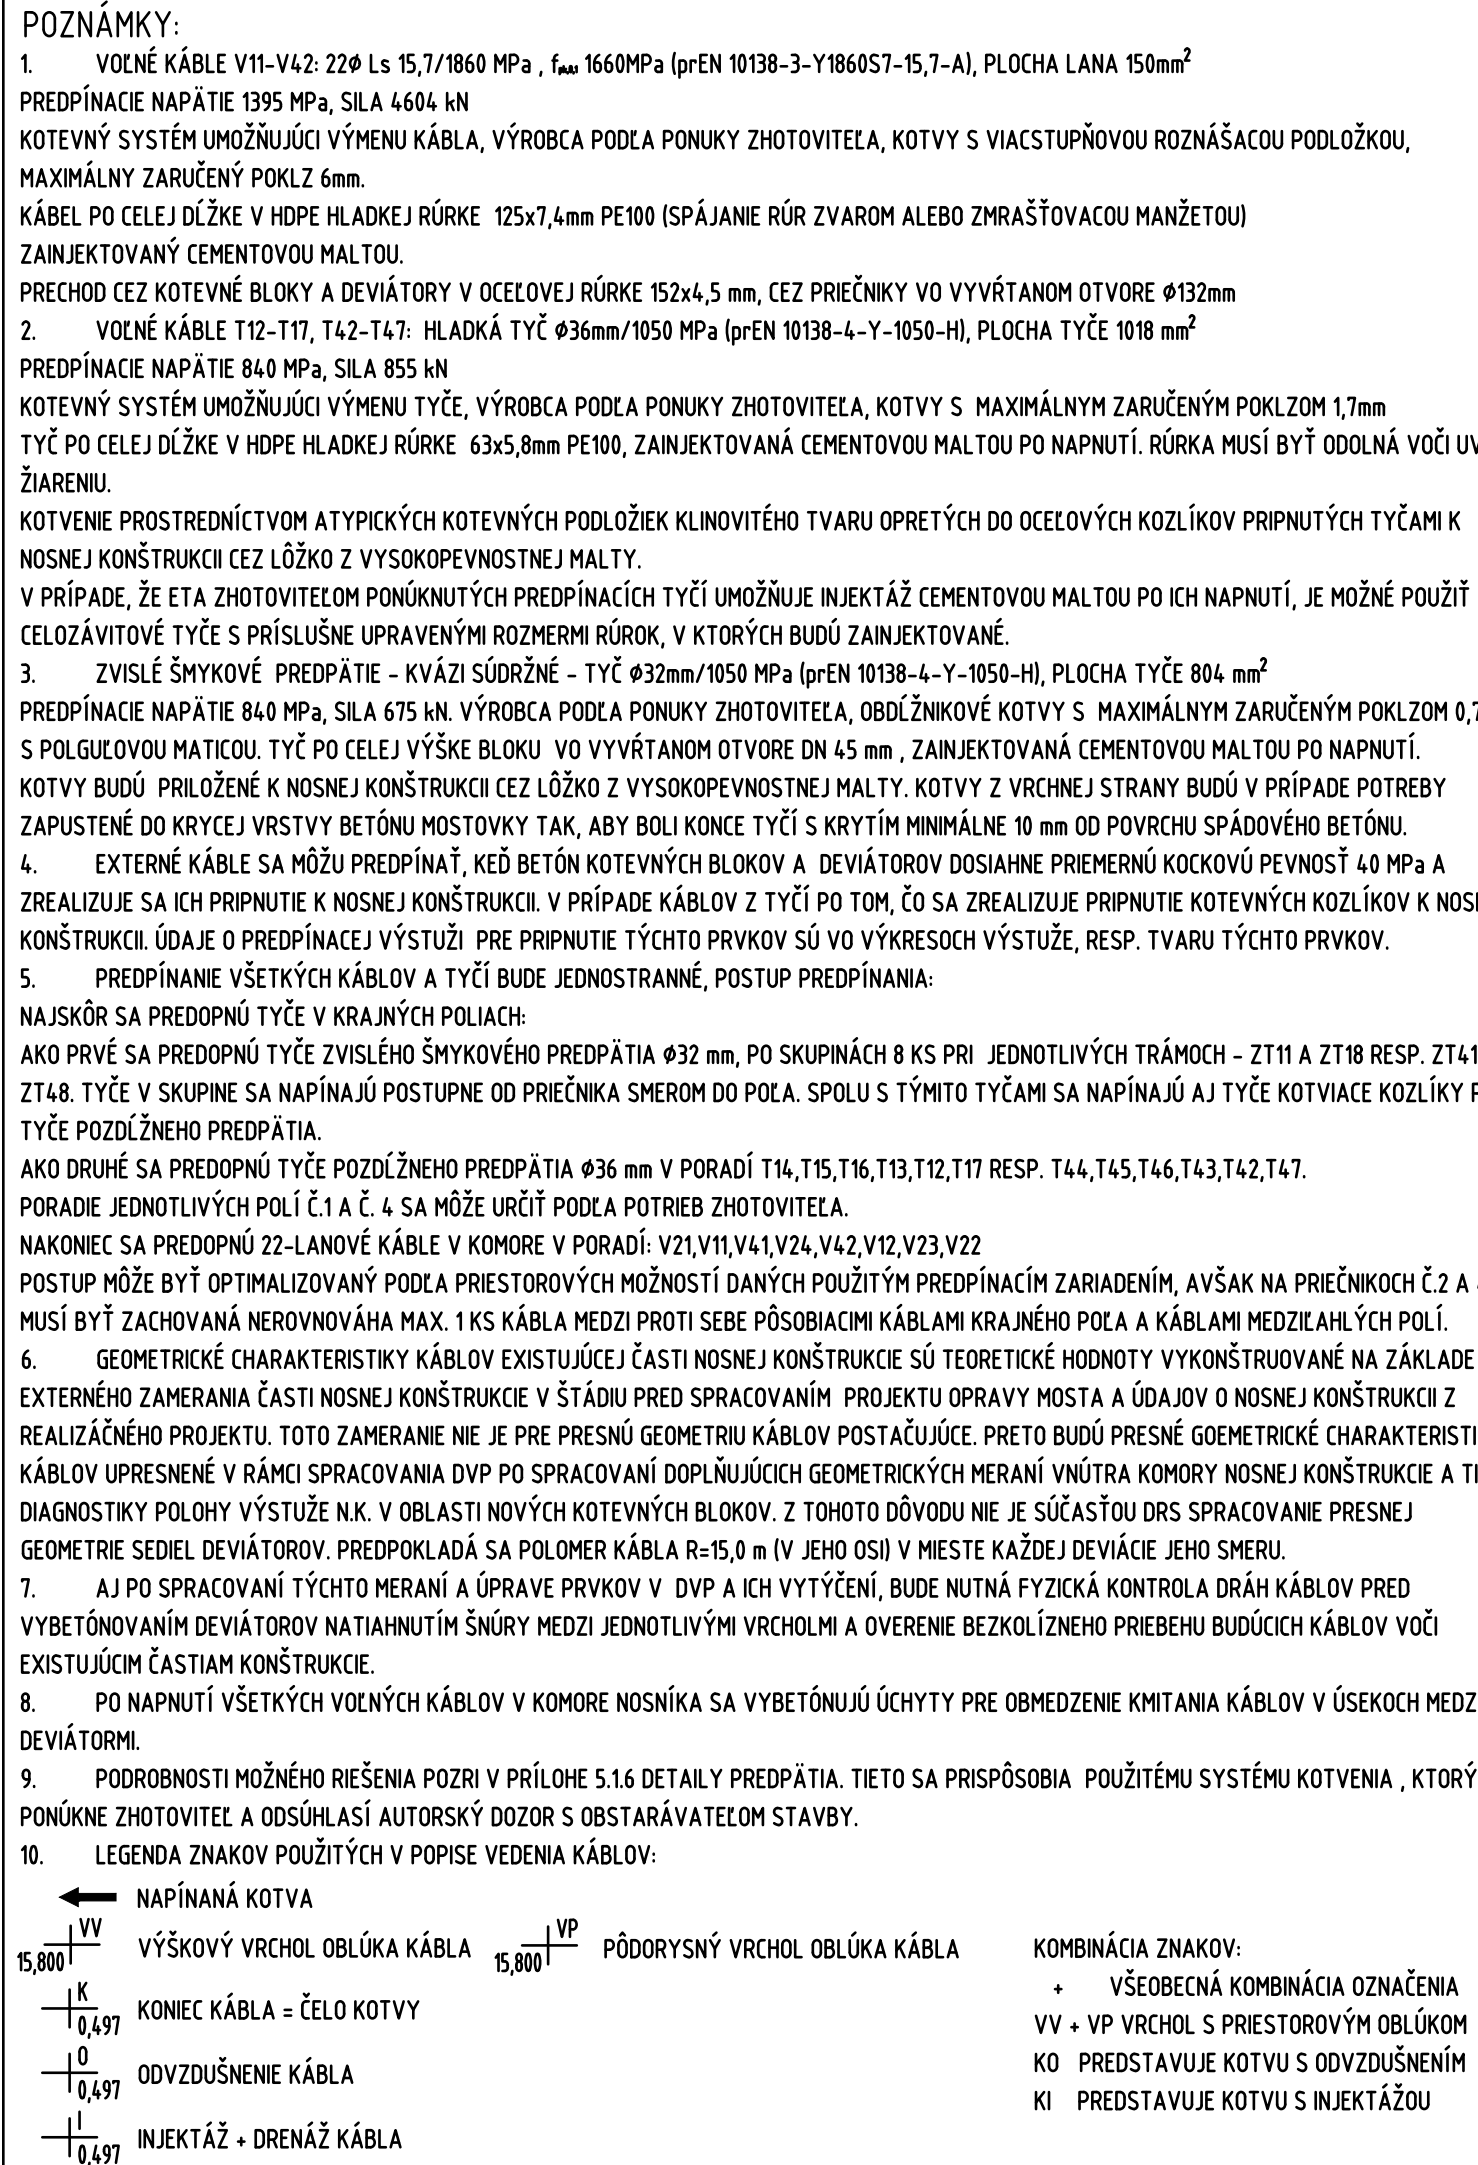 POZNÁMKY:
1. VOĽNÉ KÁBLE V11-V42: 22Ø Ls 15,7/1860 MPa , 1660MPa (prEN 10138-3-Y1860S7-15,7-A), PLOCHA LANA 150mm²
PREDPÍNACIE NAPÄTIE 1395 MPa, SILA 4604 kN
KOTEVNÝ SYSTÉM UMOŽŇUJÚCI VÝMENU KÁBLA, VÝROBCA PODĽA PONUKY ZHOTOVITEĽA, KOTVY S VIACSTUPŇOVOU ROZNÁŠACOU PODLOŽKOU,
MAXIMÁLNY ZARUČENÝ POKLZ 6mm.
KÁBEL PO CELEJ DĹŽKE V HDPE HLADKEJ RÚRKE 125x7,4mm PE100 (SPÁJANIE RÚR ZVAROM ALEBO ZMRAŠŤOVACOU MANŽETOU)
ZAINJEKTOVANÝ CEMENTOVOU MALTOU.
PRECHOD CEZ KOTEVNÉ BLOKY A DEVIÁTORY V OCEĽOVEJ RÚRKE 152x4,5 mm, CEZ PRIEČNIKY VO VYVŔTANOM OTVORE Ø132mm
2. VOĽNÉ KÁBLE T12-T17, T42-T47: HLADKÁ TYČ Ø36mm/1050 MPa (prEN 10138-4-Y-1050-H), PLOCHA TYČE 1018 mm²
PREDPÍNACIE NAPÄTIE 840 MPa, SILA 855 kN
KOTEVNÝ SYSTÉM UMOŽŇUJÚCI VÝMENU TYČE, VÝROBCA PODĽA PONUKY ZHOTOVITEĽA, KOTVY S MAXIMÁLNYM ZARUČENÝM POKLZOM 1,7mm
TYČ PO CELEJ DĹŽKE V HDPE HLADKEJ RÚRKE 63x5,8mm PE100, ZAINJEKTOVANÁ CEMENTOVOU MALTOU PO NAPNUTÍ. RÚRKA MUSÍ BYŤ ODOLNÁ VOČI UV
ŽIARENIU.
KOTVENIE PROSTREDNÍCTVOM ATYPICKÝCH KOTEVNÝCH PODLOŽIEK KLINOVITÉHO TVARU OPRETÝCH DO OCEĽOVÝCH KOZLÍKOV PRIPNUTÝCH TYČAMI K
NOSNEJ KONŠTRUKCII CEZ LÔŽKO Z VYSOKOPEVNOSTNEJ MALTY.
V PRÍPADE, ŽE ETA ZHOTOVITEĽOM PONÚKNUTÝCH PREDPÍNACÍCH TYČÍ UMOŽŇUJE INJEKTÁŽ CEMENTOVOU MALTOU PO ICH NAPNUTÍ, JE MOŽNÉ POUŽIŤ
CELOZÁVITOVÉ TYČE S PRÍSLUŠNE UPRAVENÝMI ROZMERMI RÚROK, V KTORÝCH BUDÚ ZAINJEKTOVANÉ.
3. ZVISLÉ ŠMYKOVÉ PREDPÄTIE - KVÁZI SÚDRŽNÉ - TYČ Ø32mm/1050 MPa (prEN 10138-4-Y-1050-H), PLOCHA TYČE 804 mm²
PREDPÍNACIE NAPÄTIE 840 MPa, SILA 675 kN. VÝROBCA PODĽA PONUKY ZHOTOVITEĽA, OBDĹŽNIKOVÉ KOTVY S MAXIMÁLNYM ZARUČENÝM POKLZOM 0,7
S POLGUĽOVOU MATICOU. TYČ PO CELEJ VÝŠKE BLOKU VO VYVŔTANOM OTVORE DN 45 mm , ZAINJEKTOVANÁ CEMENTOVOU MALTOU PO NAPNUTÍ.
KOTVY BUDÚ PRILOŽENÉ K NOSNEJ KONŠTRUKCII CEZ LÔŽKO Z VYSOKOPEVNOSTNEJ MALTY. KOTVY Z VRCHNEJ STRANY BUDÚ V PRÍPADE POTREBY
ZAPUSTENÉ DO KRYCEJ VRSTVY BETÓNU MOSTOVKY TAK, ABY BOLI KONCE TYČÍ S KRYTÍM MINIMÁLNE 10 mm OD POVRCHU SPÁDOVÉHO BETÓNU.
4. EXTERNÉ KÁBLE SA MÔŽU PREDPÍNAŤ, KEĎ BETÓN KOTEVNÝCH BLOKOV A DEVIÁTOROV DOSIAHNE PRIEMERNÚ KOCKOVÚ PEVNOSŤ 40 MPa A
ZREALIZUJE SA ICH PRIPNUTIE K NOSNEJ KONŠTRUKCII. V PRÍPADE KÁBLOV Z TYČÍ PO TOM, ČO SA ZREALIZUJE PRIPNUTIE KOTEVNÝCH KOZLÍKOV K
KONŠTRUKCII. ÚDAJE O PREDPÍNACEJ VÝSTUŽI PRE PRIPNUTIE TÝCHTO PRVKOV SÚ VO VÝKRESOCH VÝSTUŽE, RESP. TVARU TÝCHTO PRVKOV.
5. PREDPÍNANIE VŠETKÝCH KÁBLOV A TYČÍ BUDE JEDNOSTRANNÉ, POSTUP PREDPÍNANIA:
NAJSKÔR SA PREDOPNÚ TYČE V KRAJNÝCH POLIACH:
AKO PRVÉ SA PREDOPNÚ TYČE ZVISLÉHO ŠMYKOVÉHO PREDPÄTIA Ø32 mm, PO SKUPINÁCH 8 KS PRI JEDNOTLIVÝCH TRÁMOCH - ZT11 A ZT18 RESP. ZT41
ZT48. TYČE V SKUPINE SA NAPÍNAJÚ POSTUPNE OD PRIEČNIKA SMEROM DO POĽA. SPOLU S TÝMITO TYČAMI SA NAPÍNAJÚ AJ TYČE KOTVIACE KOZLÍKY
TYČE POZDĹŽNEHO PREDPÄTIA.
AKO DRUHÉ SA PREDOPNÚ TYČE POZDĹŽNEHO PREDPÄTIA Ø36 mm V PORADÍ T14,T15,T16,T13,T12,T17 RESP. T44,T45,T46,T43,T42,T47.
PORADIE JEDNOTLIVÝCH POLÍ Č.1 A Č. 4 SA MÔŽE URČIŤ PODĽA POTRIEB ZHOTOVITEĽA.
NAKONIEC SA PREDOPNÚ 22-LANOVÉ KÁBLE V KOMORE V PORADÍ: V21,V11,V41,V24,V42,V12,V23,V22
POSTUP MÔŽE BYŤ OPTIMALIZOVANÝ PODĽA PRIESTOROVÝCH MOŽNOSTÍ DANÝCH POUŽITÝM PREDPÍNACÍM ZARIADENÍM, AVŠAK NA PRIEČNIKOCH Č.2 A
MUSÍ BYŤ ZACHOVANÁ NEROVNOVÁHA MAX. 1 KS KÁBLA MEDZI PROTI SEBE PÔSOBIACIMI KÁBLAMI KRAJNÉHO POĽA A KÁBLAMI MEDZIĽAHLÝCH POLÍ.
6. GEOMETRICKÉ CHARAKTERISTIKY KÁBLOV EXISTUJÚCEJ ČASTI NOSNEJ KONŠTRUKCIE SÚ TEORETICKÉ HODNOTY VYKONŠTRUOVANÉ NA ZÁKLADE
EXTERNÉHO ZAMERANIA ČASTI NOSNEJ KONŠTRUKCIE V ŠTÁDIU PRED SPRACOVANÍM PROJEKTU OPRAVY MOSTA A ÚDAJOV O NOSNEJ KONŠTRUKCII Z
REALIZÁČNÉHO PROJEKTU. TOTO ZAMERANIE NIE JE PRE PRESNÚ GEOMETRIU KÁBLOV POSTAČUJÚCE. PRETO BUDÚ PRESNÉ GOEMETRICKÉ CHARAKTERISTI
KÁBLOV UPRESNENÉ V RÁMCI SPRACOVANIA DVP PO SPRACOVANÍ DOPLŇUJÚCICH GEOMETRICKÝCH MERANÍ VNÚTRA KOMORY NOSNEJ KONŠTRUKCIE A
DIAGNOSTIKY POLOHY VÝSTUŽE N.K. V OBLASTI NOVÝCH KOTEVNÝCH BLOKOV. Z TOHOTO DÔVODU NIE JE SÚČASŤOU DRS SPRACOVANIE PRESNEJ
GEOMETRIE SEDIEL DEVIÁTOROV. PREDPOKLADÁ SA POLOMER KÁBLA R=15,0 m (V JEHO OSI) V MIESTE KAŽDEJ DEVIÁCIE JEHO SMERU.
7. AJ PO SPRACOVANÍ TÝCHTO MERANÍ A ÚPRAVE PRVKOV V DVP A ICH VYTÝČENÍ, BUDE NUTNÁ FYZICKÁ KONTROLA DRÁH KÁBLOV PRED
VYBETÓNOVANÍM DEVIÁTOROV NATIAHNUTÍM ŠNÚRY MEDZI JEDNOTLIVÝMI VRCHOLMI A OVERENIE BEZKOLÍZNEHO PRIEBEHU BUDÚCICH KÁBLOV VOČI
EXISTUJÚCIM ČASTIAM KONŠTRUKCIE.
8. PO NAPNUTÍ VŠETKÝCH VOĽNÝCH KÁBLOV V KOMORE NOSNÍKA SA VYBETÓNUJÚ ÚCHYTY PRE OBMEDZENIE KMITANIA KÁBLOV V ÚSEKOCH MEDZ
DEVIÁTORMI.
9. PODROBNOSTI MOŽNÉHO RIEŠENIA POZRI V PRÍLOHE 5.1.6 DETAILY PREDPÄTIA. TIETO SA PRISPÔSOBIA POUŽITÉMU SYSTÉMU KOTVENIA , KTORÝ
PONÚKNE ZHOTOVITEĽ A ODSÚHLASÍ AUTORSKÝ DOZOR S OBSTARÁVATEĽOM STAVBY.
10. LEGENDA ZNAKOV POUŽITÝCH V POPISE VEDENIA KÁBLOV:
NAPÍNANÁ KOTVA
VV 15,800 VÝŠKOVÝ VRCHOL OBLÚKA KÁBLA VP 15,800 PÔDORYSNÝ VRCHOL OBLÚKA KÁBLA
K 0,497 KONIEC KÁBLA = ČELO KOTVY
O 0,497 ODVZDUŠNENIE KÁBLA
I 0,497 INJEKTÁŽ + DRENÁŽ KÁBLA
KOMBINÁCIA ZNAKOV:
+ VŠEOBECNÁ KOMBINÁCIA OZNAČENIA
VV + VP VRCHOL S PRIESTOROVÝM OBLÚKOM
KO PREDSTAVUJE KOTVU S ODVZDUŠNENÍM
KI PREDSTAVUJE KOTVU S INJEKTÁŽOU